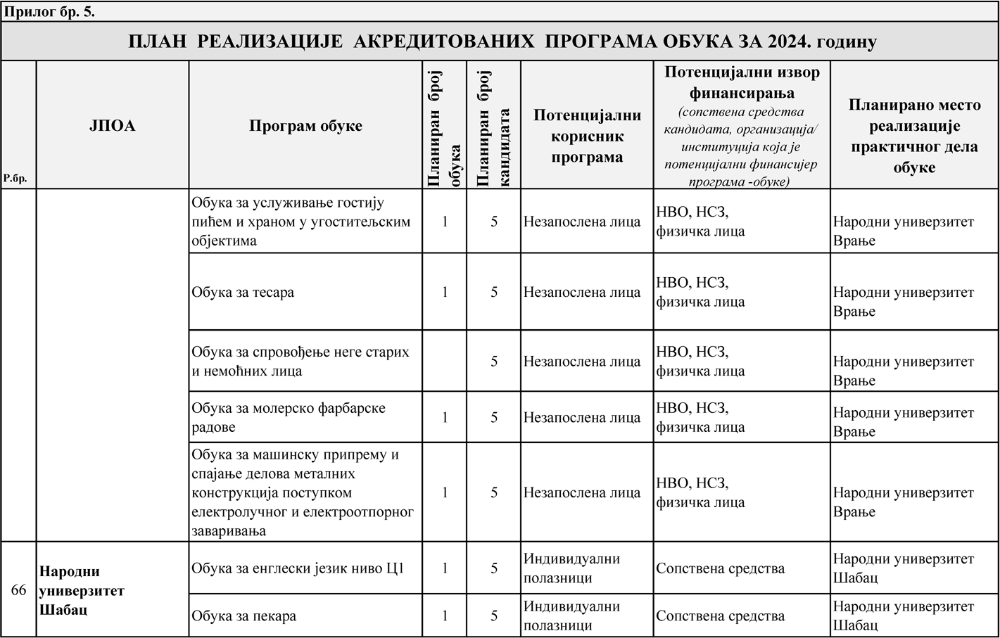 Прилог бр. 5.
ПЛАН РЕАЛИЗАЦИЈЕ АКРЕДИТОВАНИХ ПРОГРАМА ОБУКА ЗА 2024. годину
Р.бр.
ЈПОА
Програм обуке
Планиран број
обука
Планиран број
кандидата
Потенцијални
корисник
програма
Потенцијални извор
финансирања
(сопствена средства
кандидата, организација/
институција која је
потенцијални финансијер
програма -обуке)
Планирано место
реализације
практичног дела
обуке
Обука за услуживање гостију
пићем и храном у угоститељским
објектима
1
5
Незапослена лица
НВО, НСЗ,
физичка лица
Народни универзитет
Врање
Обука за тесара
1
5
Незапослена лица
НВО, НСЗ,
физичка лица
Народни универзитет
Врање
Обука за спровођење неге старих
и немоћних лица
5
Незапослена лица
НВО, НСЗ,
физичка лица
Народни универзитет
Врање
Обука за молерско фарбарске
радове
1
5
Незапослена лица
НВО, НСЗ,
физичка лица
Народни универзитет
Врање
Обука за машинску припрему и
спајање делова металних
конструкција поступком
електролучног и електроотпорног
заваривања
1
5
Незапослена лица
НВО, НСЗ,
физичка лица
Народни универзитет
Врање
66
Народни
универзитет
Шабац
Обука за енглески језик ниво Ц1
1
5
Индивидуални
полазници
Сопствена средства
Народни универзитет
Шабац
Обука за пекара
1
5
Индивидуални
полазници
Сопствена средства
Народни универзитет
Шабац